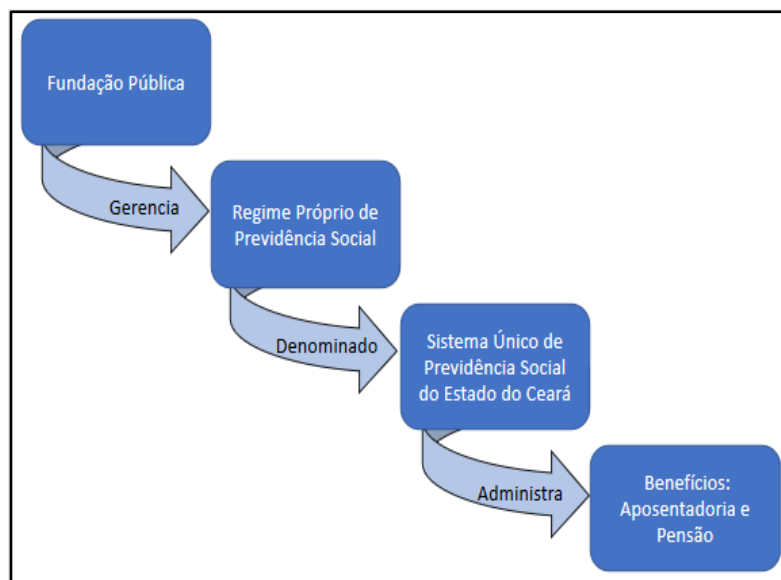 Fundação Pública
Gerencia
Regime Próprio de
Previdência Social
Denominado
Sistema Único de
Previdência Social
do Estado do Ceará
Administra
Benefícios:
Aposentadoria e
Pensão